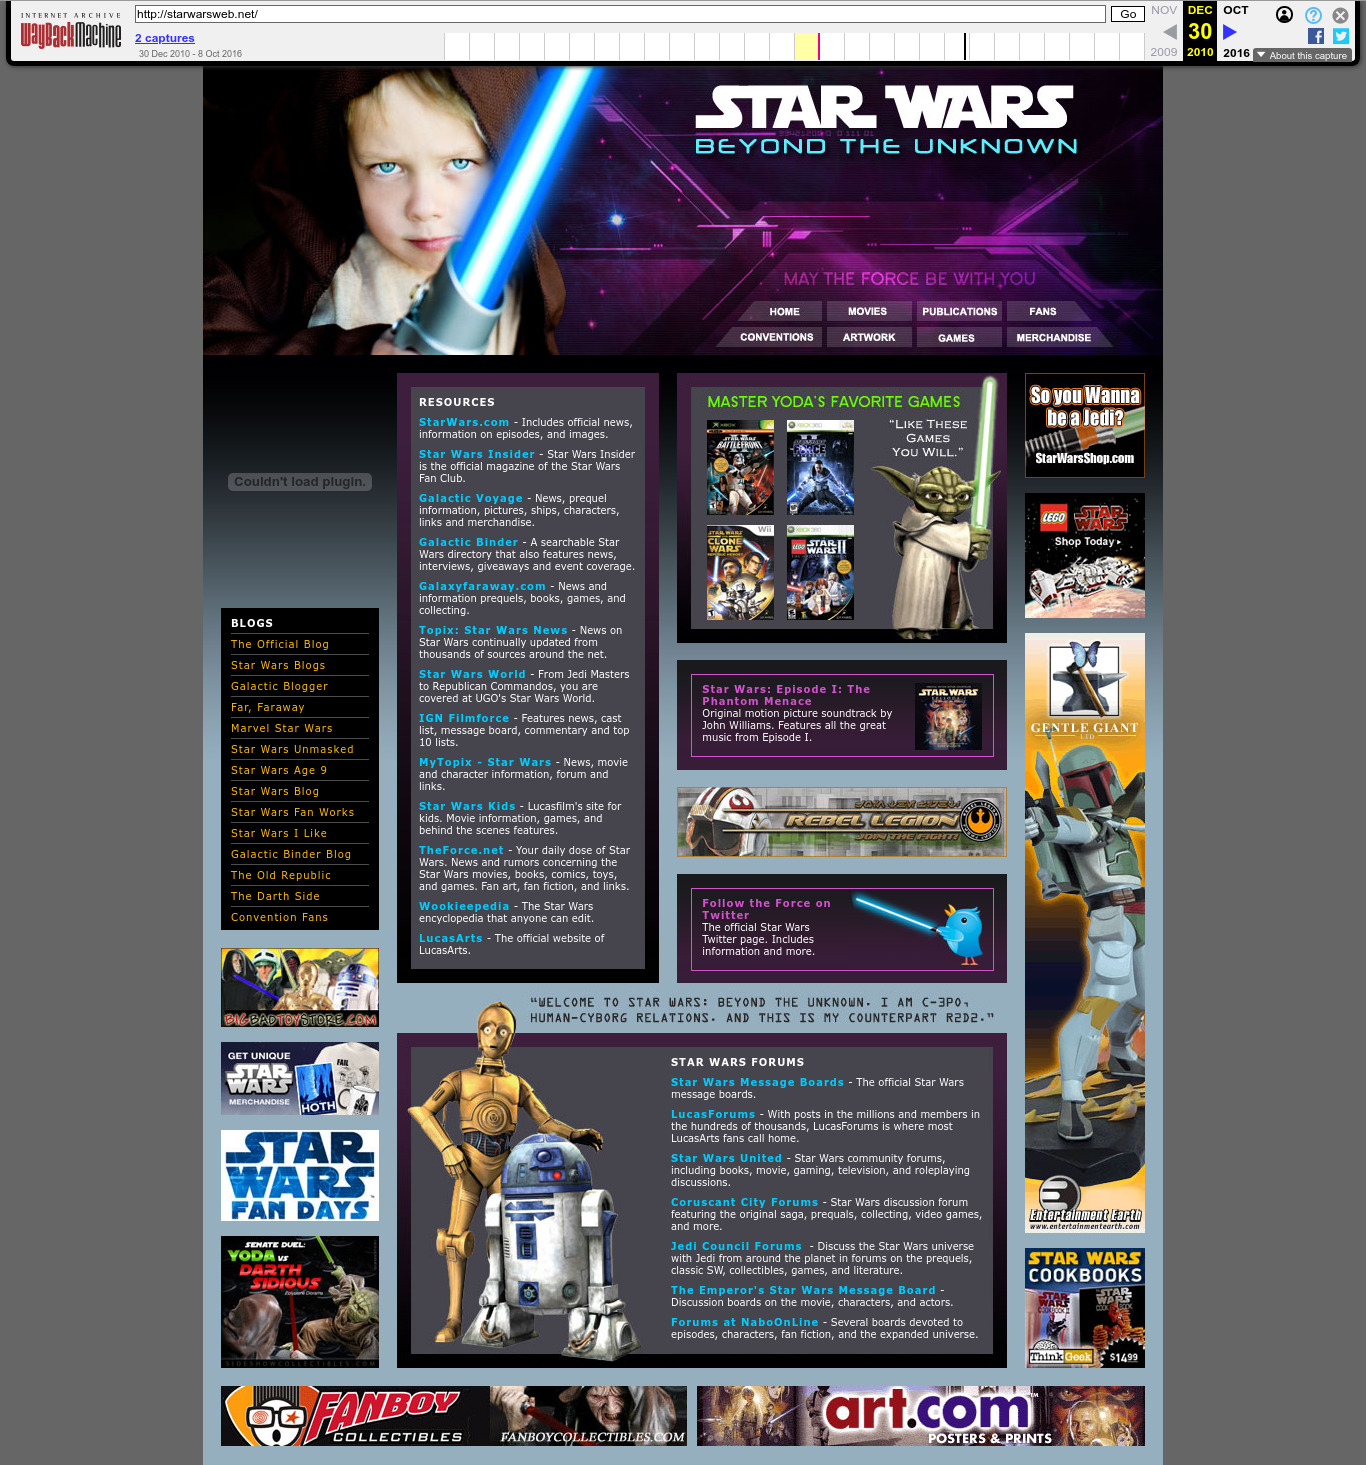 INTERNET ARCHIVE
WayBackMachine
http://starwarsweb.net/
Go
2 captures
30 Dec 2010 - 8 Oct 2016
NOV
DEC
OCT
30
2009
2010
2016
About this capture
STAR WARS
BEYOND THE UNKNOWN
MAY THE FORCE BE WITH YOU
HOME
MOVIES
PUBLICATIONS
FANS
CONVENTIONS
ARTWORK
GAMES
MERCHANDISE
Couldn't load plugin.
BLOGS
The Official Blog
Star Wars Blogs
Galactic Blogger
Far, Faraway
Marvel Star Wars
Star Wars Unmasked
Star Wars Age 9
Star Wars Blog
Star Wars Fan Works
Star Wars I Like
Galactic Binder Blog
The Old Republic
The Darth Side
Convention Fans
BIGBADTOYSTORE.COM
GET UNIQUE
STAR WARS
MERCHANDISE
HOTH
FAIL
STAR WARS
FAN DAYS
SENATE DUEL:
YODA vs
DARTH
SIDIOUS
SIDESHOWCOLLECTIBLES.COM
RESOURCES
StarWars.com - Includes official news,
information on episodes, and images.
Star Wars Insider - Star Wars Insider
is the official magazine of the Star Wars
Fan Club.
Galactic Voyage - News, prequel
information, pictures, ships, characters,
links and merchandise.
Galactic Binder - A searchable Star
Wars directory that also features news,
interviews, giveaways and event coverage.
Galaxyfaraway.com - News and
information prequels, books, games, and
collecting.
Topix: Star Wars News - News on
Star Wars continually updated from
thousands of sources around the net.
Star Wars World - From Jedi Masters
to Republican Commandos, you are
covered at UGO's Star Wars World.
IGN Filmforce - Features news, cast
list, message board, commentary and top
10 lists.
MyTopix - Star Wars - News, movie
and character information, forum and
links.
Star Wars Kids - Lucasfilm's site for
kids. Movie information, games, and
behind the scenes features.
TheForce.net - Your daily dose of Star
Wars. News and rumors concerning the
Star Wars movies, books, comics, toys,
and games. Fan art, fan fiction, and links.
Wookieepedia - The Star Wars
encyclopedia that anyone can edit.
LucasArts - The official website of
LucasArts.
MASTER YODA'S FAVORITE GAMES
"LIKE THESE
GAMES
YOU WILL."
XBOX
BATTLEFRONT
XBOX 360
FORCE
Wii
STAR WARS
CLONE
WARS
XBOX 360
LEGO STAR WARS II
Star Wars: Episode I: The
Phantom Menace
Original motion picture soundtrack by
John Williams. Features all the great
music from Episode I.
STAR WARS
JOIN UEM EVEN!
REBEL LEGION
JOIN THE FIGHT!
REBEL LEGION
Follow the Force on
Twitter
The official Star Wars
Twitter page. Includes
information and more.
"WELCOME TO STAR WARS: BEYOND THE UNKNOWN. I AM C-3PO,
HUMAN-CYBORG RELATIONS. AND THIS IS MY COUNTERPART R2D2."
STAR WARS FORUMS
Star Wars Message Boards - The official Star Wars
message boards.
LucasForums - With posts in the millions and members in
the hundreds of thousands, LucasForums is where most
LucasArts fans call home.
Star Wars United - Star Wars community forums,
including books, movie, gaming, television, and roleplaying
discussions.
Coruscant City Forums - Star Wars discussion forum
featuring the original saga, prequals, collecting, video games,
and more.
Jedi Council Forums - Discuss the Star Wars universe
with Jedi from around the planet in forums on the prequels,
classic SW, collectibles, games, and literature.
The Emperor's Star Wars Message Board -
Discussion boards on the movie, characters, and actors.
Forums at NaboOnLine - Several boards devoted to
episodes, characters, fan fiction, and the expanded universe.
So you Wanna
be a Jedi?
StarWarsShop.com
LEGO STAR WARS
Shop Today
GENTLE GIANT
LTD
Entertainment Earth
www.entertainmentearth.com
STAR WARS
COOKBOOKS
ThinkGeek
$14.99
FANBOY
COLLECTIBLES
FANBOYCOLLECTIBLES.COM
art.com
POSTERS & PRINTS